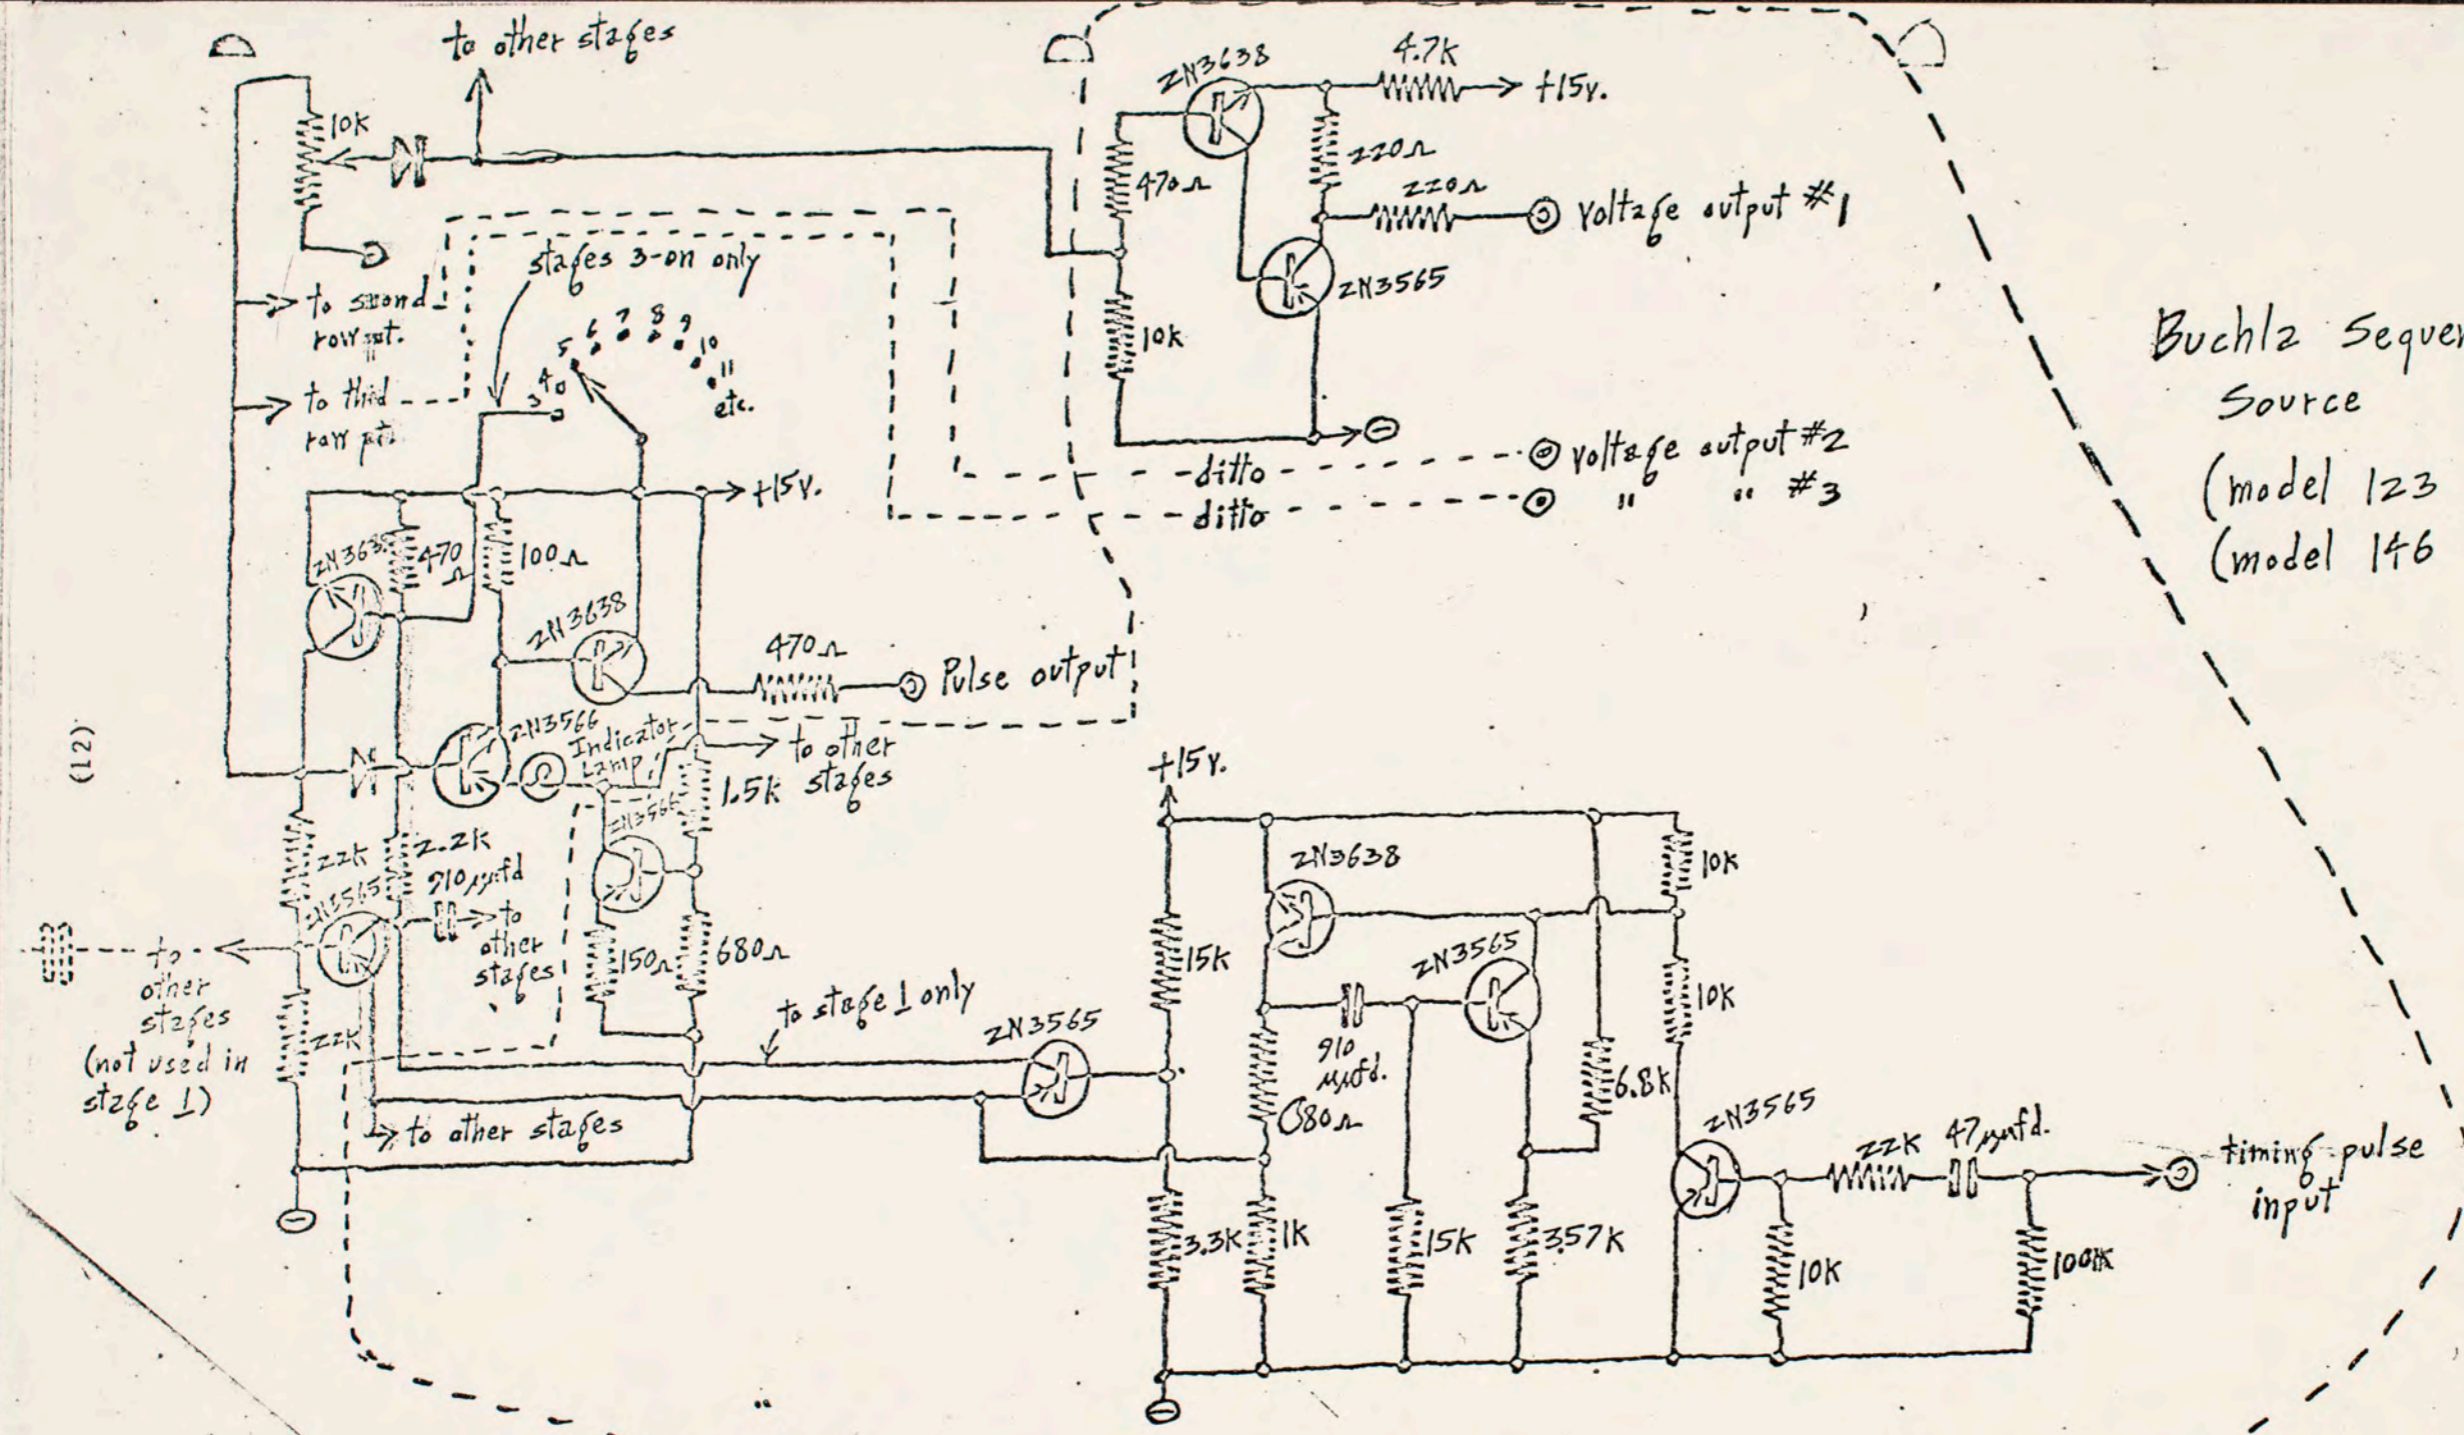 to other stages
10K
to second
row pot.
to third
row pot.
stages 3-on only
3
4
5
6
7
8
9
10
11
etc.
+15v.
2N3638
470
Ω
100Ω
2N3638
470Ω
Pulse output
2N3566
Indicator
Lamp
to other
stages
1.5k
22k
2.2K
910 μμfd
to
other
stages
2N3565
150Ω
680Ω
to
other
stages
(not used in
stage 1)
22K
to stage 1 only
to other stages
(12)
2N3638
4.7K
+15v.
470Ω
220Ω
220Ω
voltage output #1
2N3565
10K
ditto
voltage output #2
ditto
" " #3
Buchla Sequen
Source
(model 123
(model 146
+15v.
2N3638
10K
15K
2N3565
2N3565
10K
910
μμfd.
680Ω
6.8K
2N3565
22K
47μμfd.
timing pulse
input
3.3K
1K
15K
3.57K
10K
100K